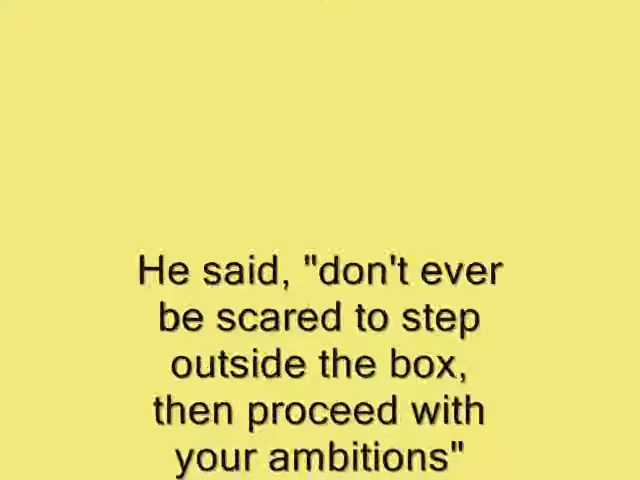 He said, "don't ever
be scared to step
outside the box,
then proceed with
your ambitions"